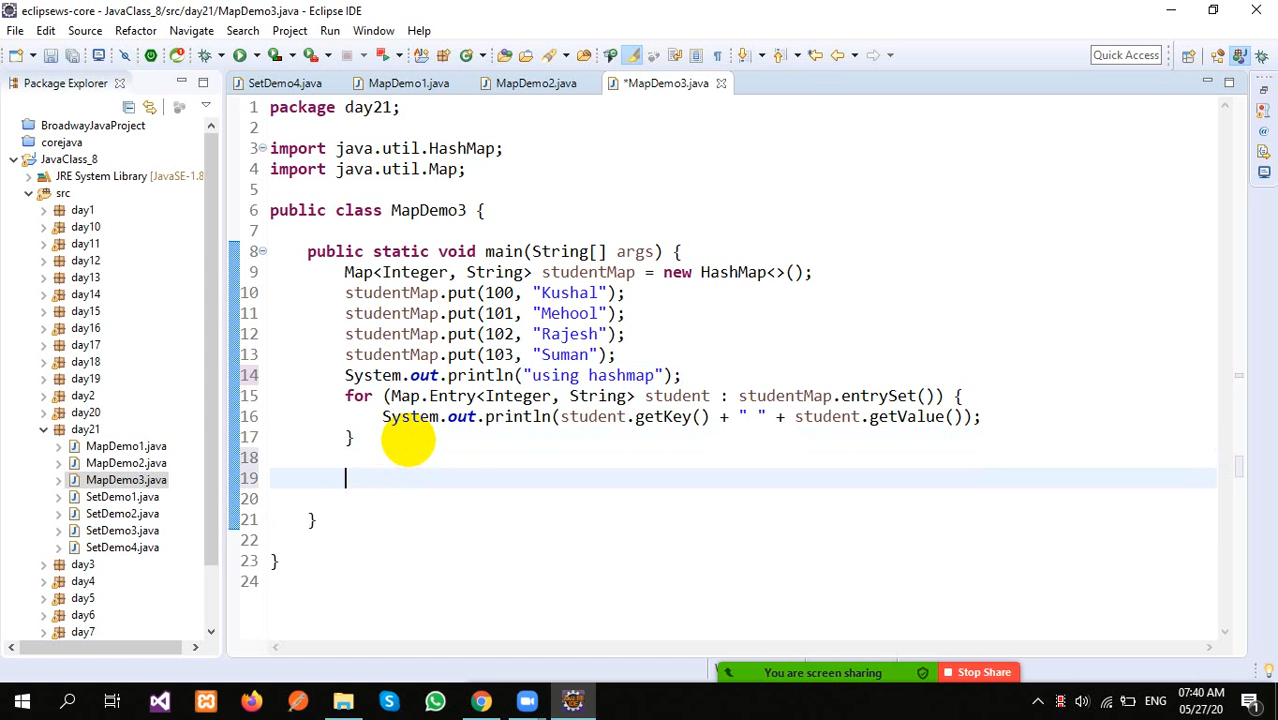 eclipsews-core - JavaClass_8/src/day21/MapDemo3.java - Eclipse IDE
File Edit Source Refactor Navigate Search Project Run Window Help
Quick Access
Package Explorer
SetDemo4.java MapDemo1.java MapDemo2.java *MapDemo3.java
BroadwayJavaProject
corejava
JavaClass_8
JRE System Library [JavaSE-1.8
src
day1
day10
day11
day12
day13
day14
day15
day16
day17
day18
day19
day2
day20
day21
MapDemo1.java
MapDemo2.java
MapDemo3.java
SetDemo1.java
SetDemo2.java
SetDemo3.java
SetDemo4.java
day3
day4
day5
day6
day7
1 package day21;
2
3 import java.util.HashMap;
4 import java.util.Map;
5
6 public class MapDemo3 {
7
8 public static void main(String[] args) {
9 Map<Integer, String> studentMap = new HashMap<>();
10 studentMap.put(100, "Kushal");
11 studentMap.put(101, "Mehool");
12 studentMap.put(102, "Rajesh");
13 studentMap.put(103, "Suman");
14 System.out.println("using hashmap");
15 for (Map.Entry<Integer, String> student : studentMap.entrySet()) {
16 System.out.println(student.getKey() + " " + student.getValue());
17 }
18
19
20
21 }
22
23 }
24
You are screen sharing Stop Share
ENG
07:40 AM
05/27/20